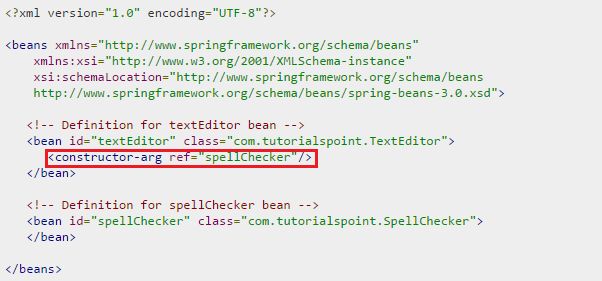 <?xml version="1.0" encoding="UTF-8"?>
<beans xmlns="http://www.springframework.org/schema/beans"
xmlns:xsi="http://www.w3.org/2001/XMLSchema-instance"
xsi:schemaLocation="http://www.springframework.org/schema/beans
http://www.springframework.org/schema/beans/spring-beans-3.0.xsd">
<!-- Definition for textEditor bean -->
<bean id="textEditor" class="com.tutorialspoint.TextEditor">
<constructor-arg ref="spellChecker"/>
</bean>
<!-- Definition for spellChecker bean -->
<bean id="spellChecker" class="com.tutorialspoint.SpellChecker">
</bean>
</beans>